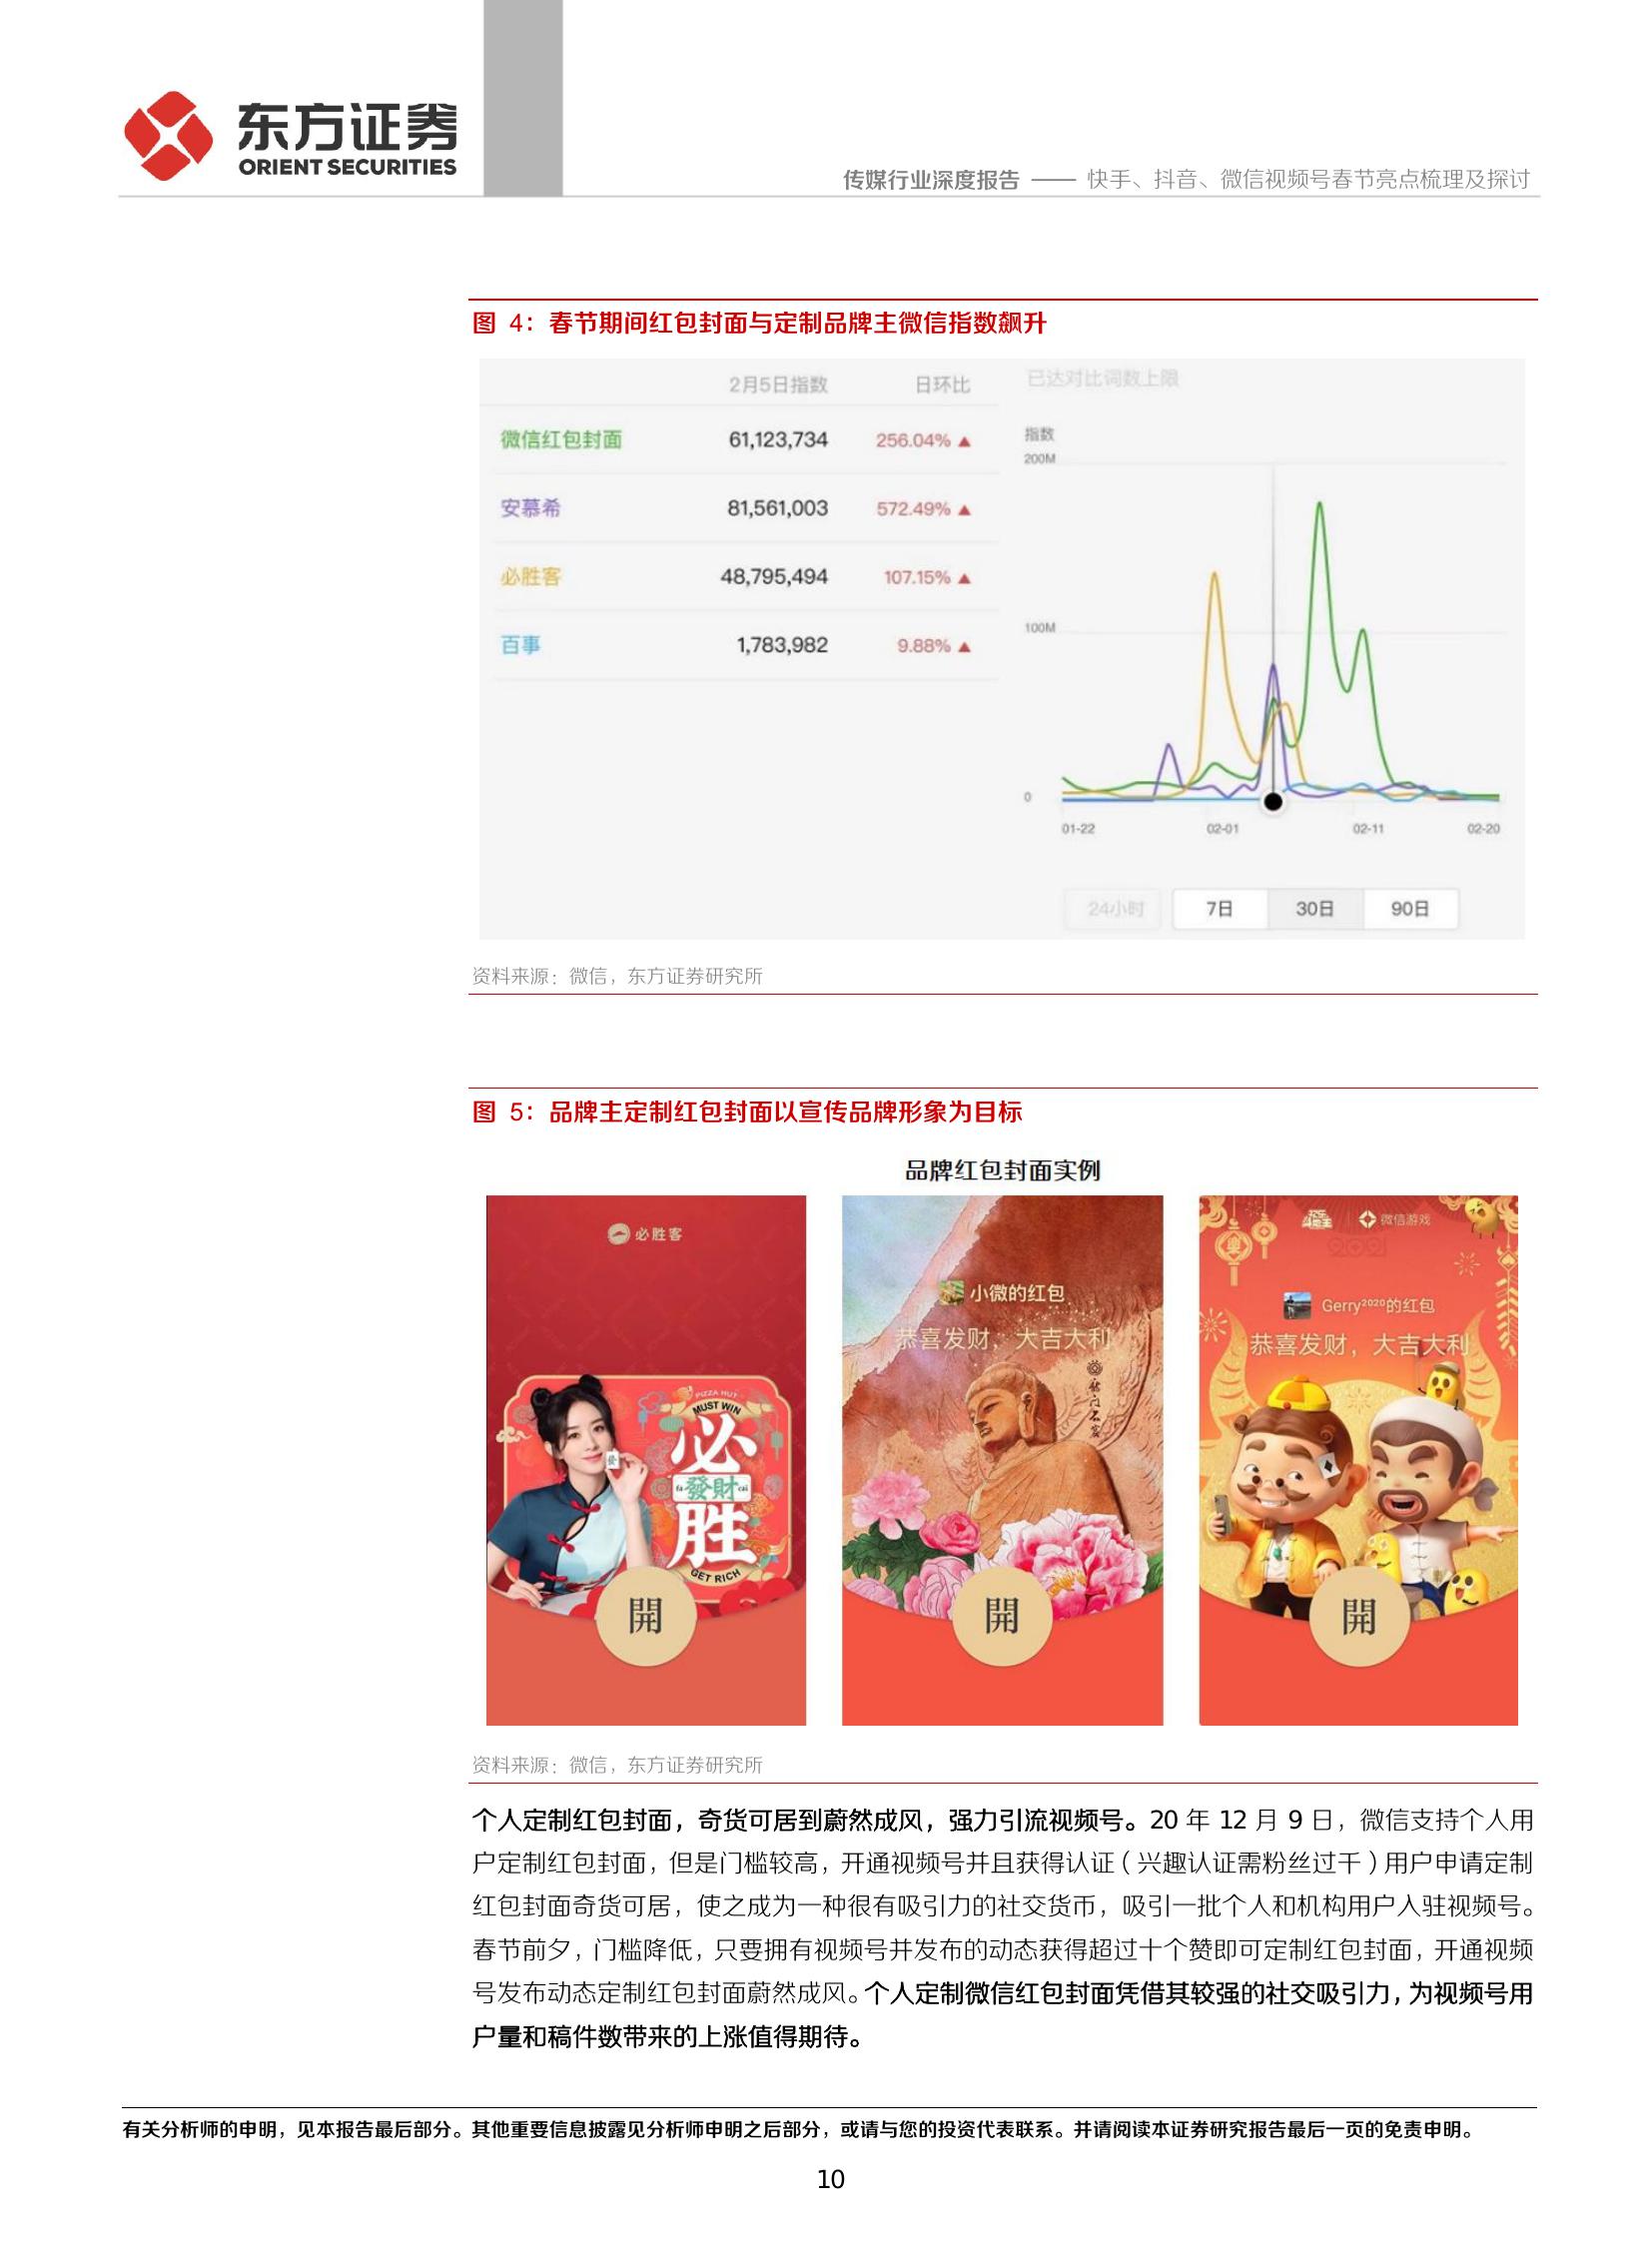 东方证券
ORIENT SECURITIES
传媒行业深度报告 —— 快手、抖音、微信视频号春节亮点梳理及探讨
图 4：春节期间红包封面与定制品牌主微信指数飙升
2月5日指数 日环比
微信红包封面 61,123,734 256.04% ▲
安慕希 81,561,003 572.49% ▲
必胜客 48,795,494 107.15% ▲
百事 1,783,982 9.88% ▲
已达对比词数上限
指数
200M
100M
0
01-22 02-01 02-11 02-20
24小时 7日 30日 90日
资料来源：微信，东方证券研究所
图 5：品牌主定制红包封面以宣传品牌形象为目标
品牌红包封面实例
必胜客
PIZZA HUT
MUST WIN
必
發財
胜
GET RICH
開
小微的红包
恭喜发财，大吉大利
開
微信游戏
2021
Gerry2020的红包
恭喜发财，大吉大利
開
资料来源：微信，东方证券研究所
个人定制红包封面，奇货可居到蔚然成风，强力引流视频号。20 年 12 月 9 日，微信支持个人用
户定制红包封面，但是门槛较高，开通视频号并且获得认证（兴趣认证需粉丝过千）用户申请定制
红包封面奇货可居，使之成为一种很有吸引力的社交货币，吸引一批个人和机构用户入驻视频号。
春节前夕，门槛降低，只要拥有视频号并发布的动态获得超过十个赞即可定制红包封面，开通视频
号发布动态定制红包封面蔚然成风。个人定制微信红包封面凭借其较强的社交吸引力，为视频号用
户量和稿件数带来的上涨值得期待。
有关分析师的申明，见本报告最后部分。其他重要信息披露见分析师申明之后部分，或请与您的投资代表联系。并请阅读本证券研究报告最后一页的免责申明。
10